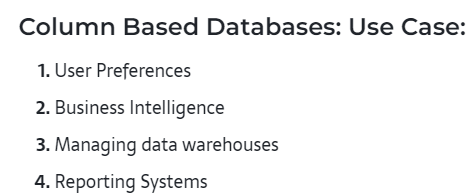 Column Based Databases: Use Case:
1. User Preferences
2. Business Intelligence
3. Managing data warehouses
4. Reporting Systems